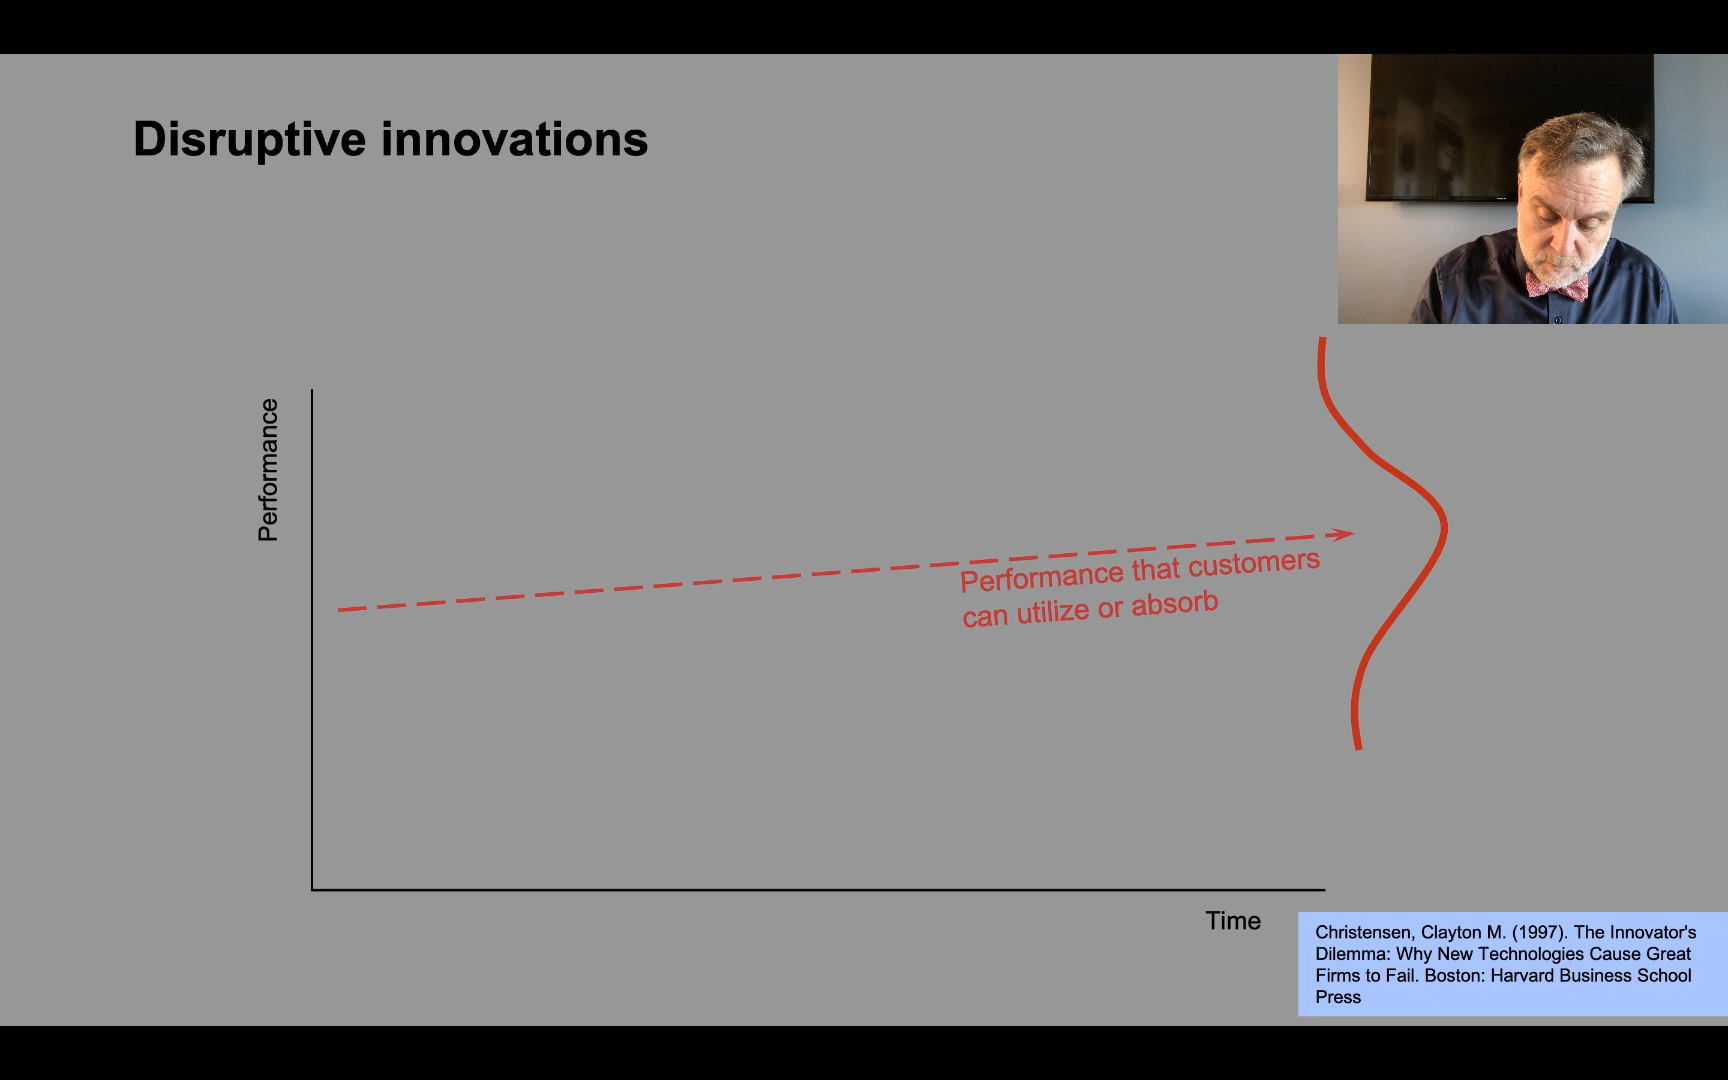 Disruptive innovations
Performance
Performance that customers
can utilize or absorb
Time
Christensen, Clayton M. (1997). The Innovator's
Dilemma: Why New Technologies Cause Great
Firms to Fail. Boston: Harvard Business School
Press